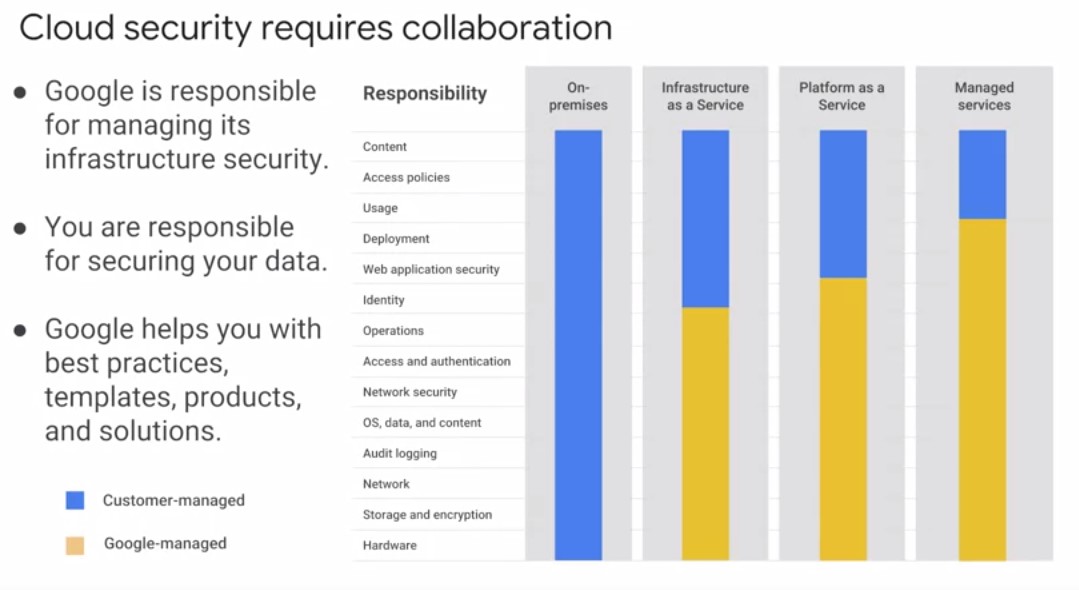 Cloud security requires collaboration
● Google is responsible
for managing its
infrastructure security.
● You are responsible
for securing your data.
● Google helps you with
best practices,
templates, products,
and solutions.
Customer-managed
Google-managed
Responsibility
On-
premises
Infrastructure
as a Service
Platform as a
Service
Managed
services
Content
Access policies
Usage
Deployment
Web application security
Identity
Operations
Access and authentication
Network security
OS, data, and content
Audit logging
Network
Storage and encryption
Hardware